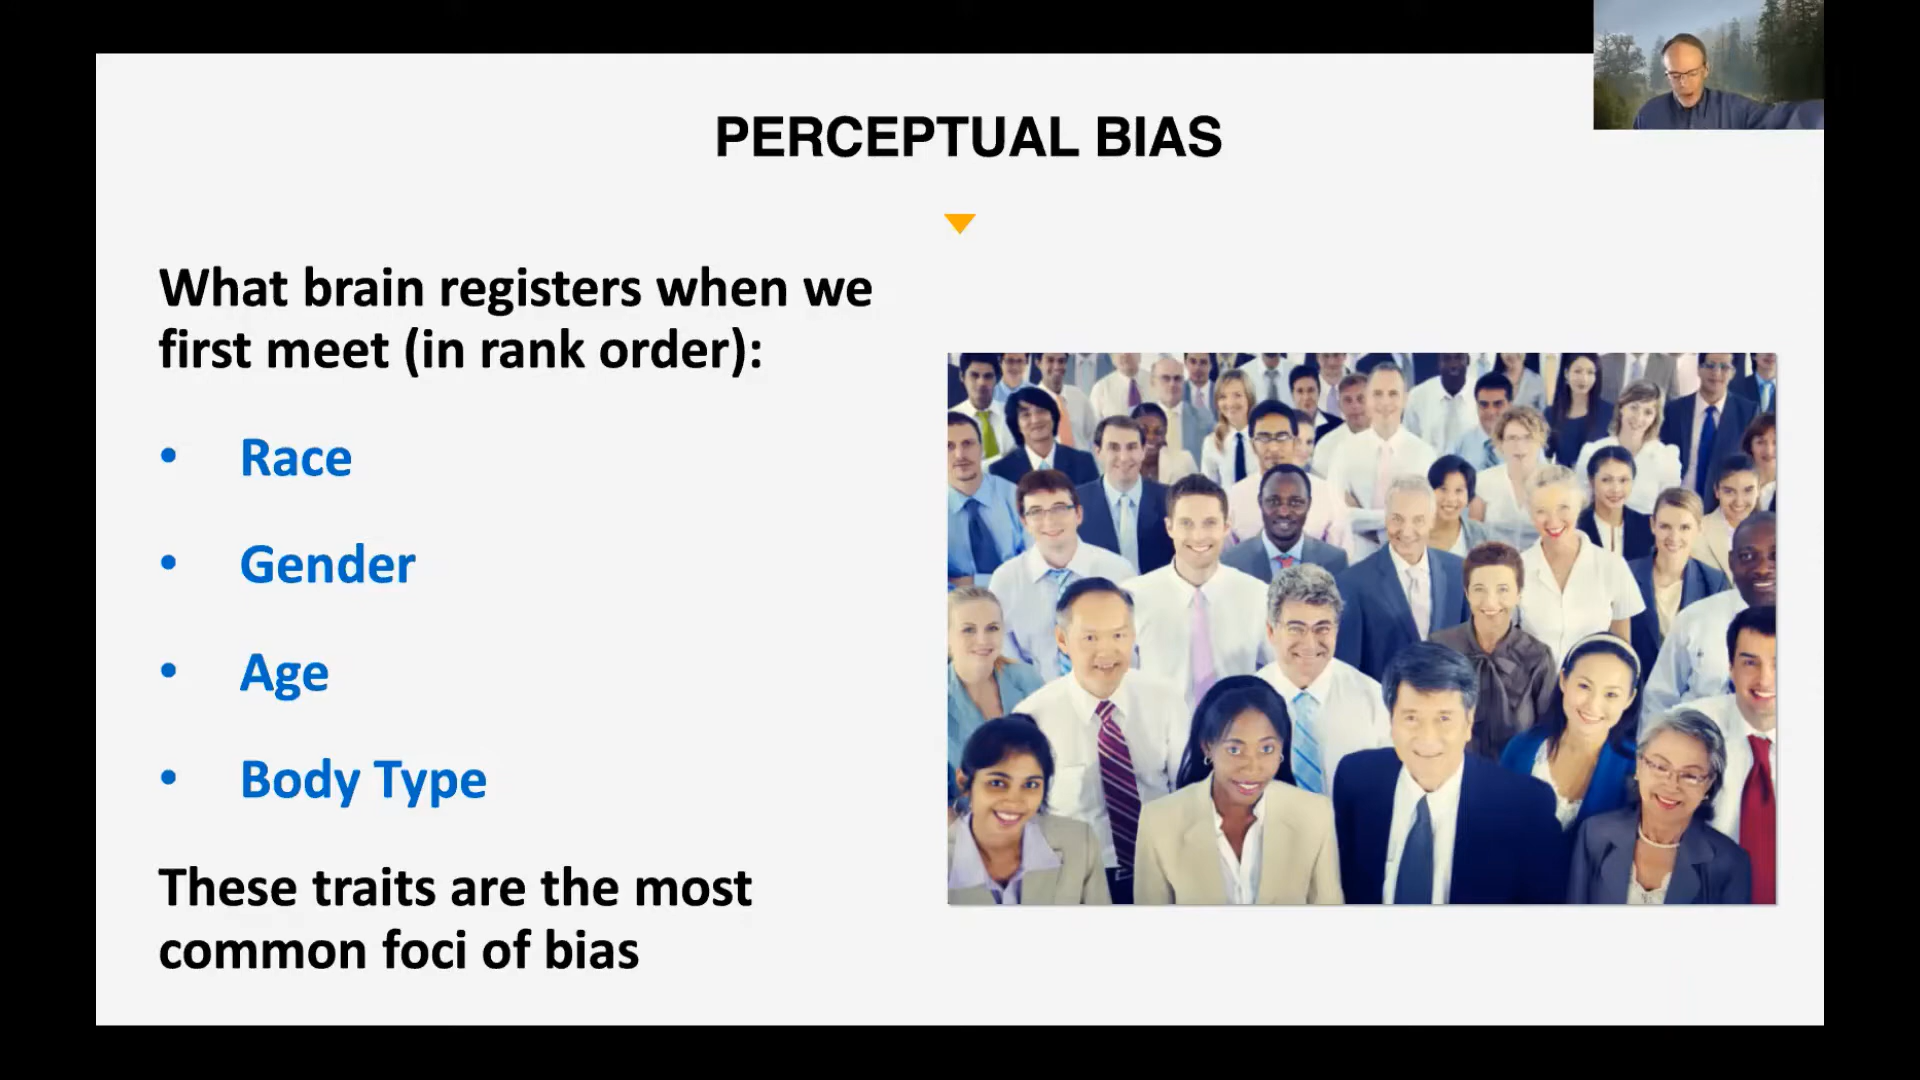 PERCEPTUAL BIAS
What brain registers when we
first meet (in rank order):
• Race
• Gender
• Age
• Body Type
These traits are the most
common foci of bias